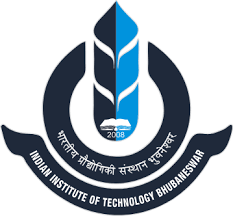 2008
भारतीय प्रौद्योगिकी संस्थान भुवनेश्वर
INDIAN INSTITUTE OF TECHNOLOGY BHUBANESWAR